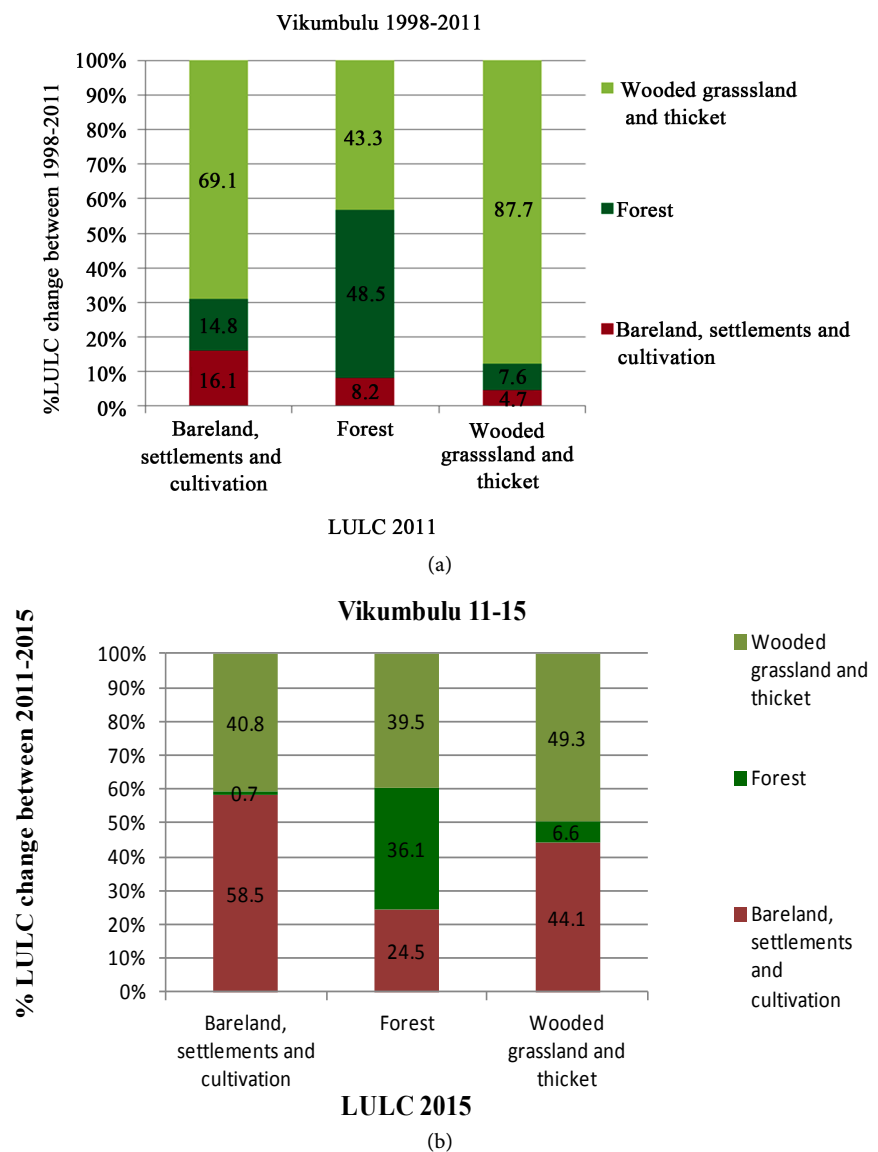 Vikumbulu 1998-2011
%LULC change between 1998-2011
100%
90%
80%
70%
60%
50%
40%
30%
20%
10%
0%
69.1
14.8
16.1
43.3
48.5
8.2
87.7
7.6
4.7
Bareland,
settlements and
cultivation
Forest
Wooded
grasssland and
thicket
LULC 2011
Wooded grasssland
and thicket
Forest
Bareland, settlements and
cultivation
(a)
Vikumbulu 11-15
% LULC change between 2011-2015
100%
90%
80%
70%
60%
50%
40%
30%
20%
10%
0%
40.8
0.7
58.5
39.5
36.1
24.5
49.3
6.6
44.1
Bareland,
settlements and
cultivation
Forest
Wooded
grassland and
thicket
LULC 2015
Wooded
grassland and
thicket
Forest
Bareland,
settlements
and
cultivation
(b)